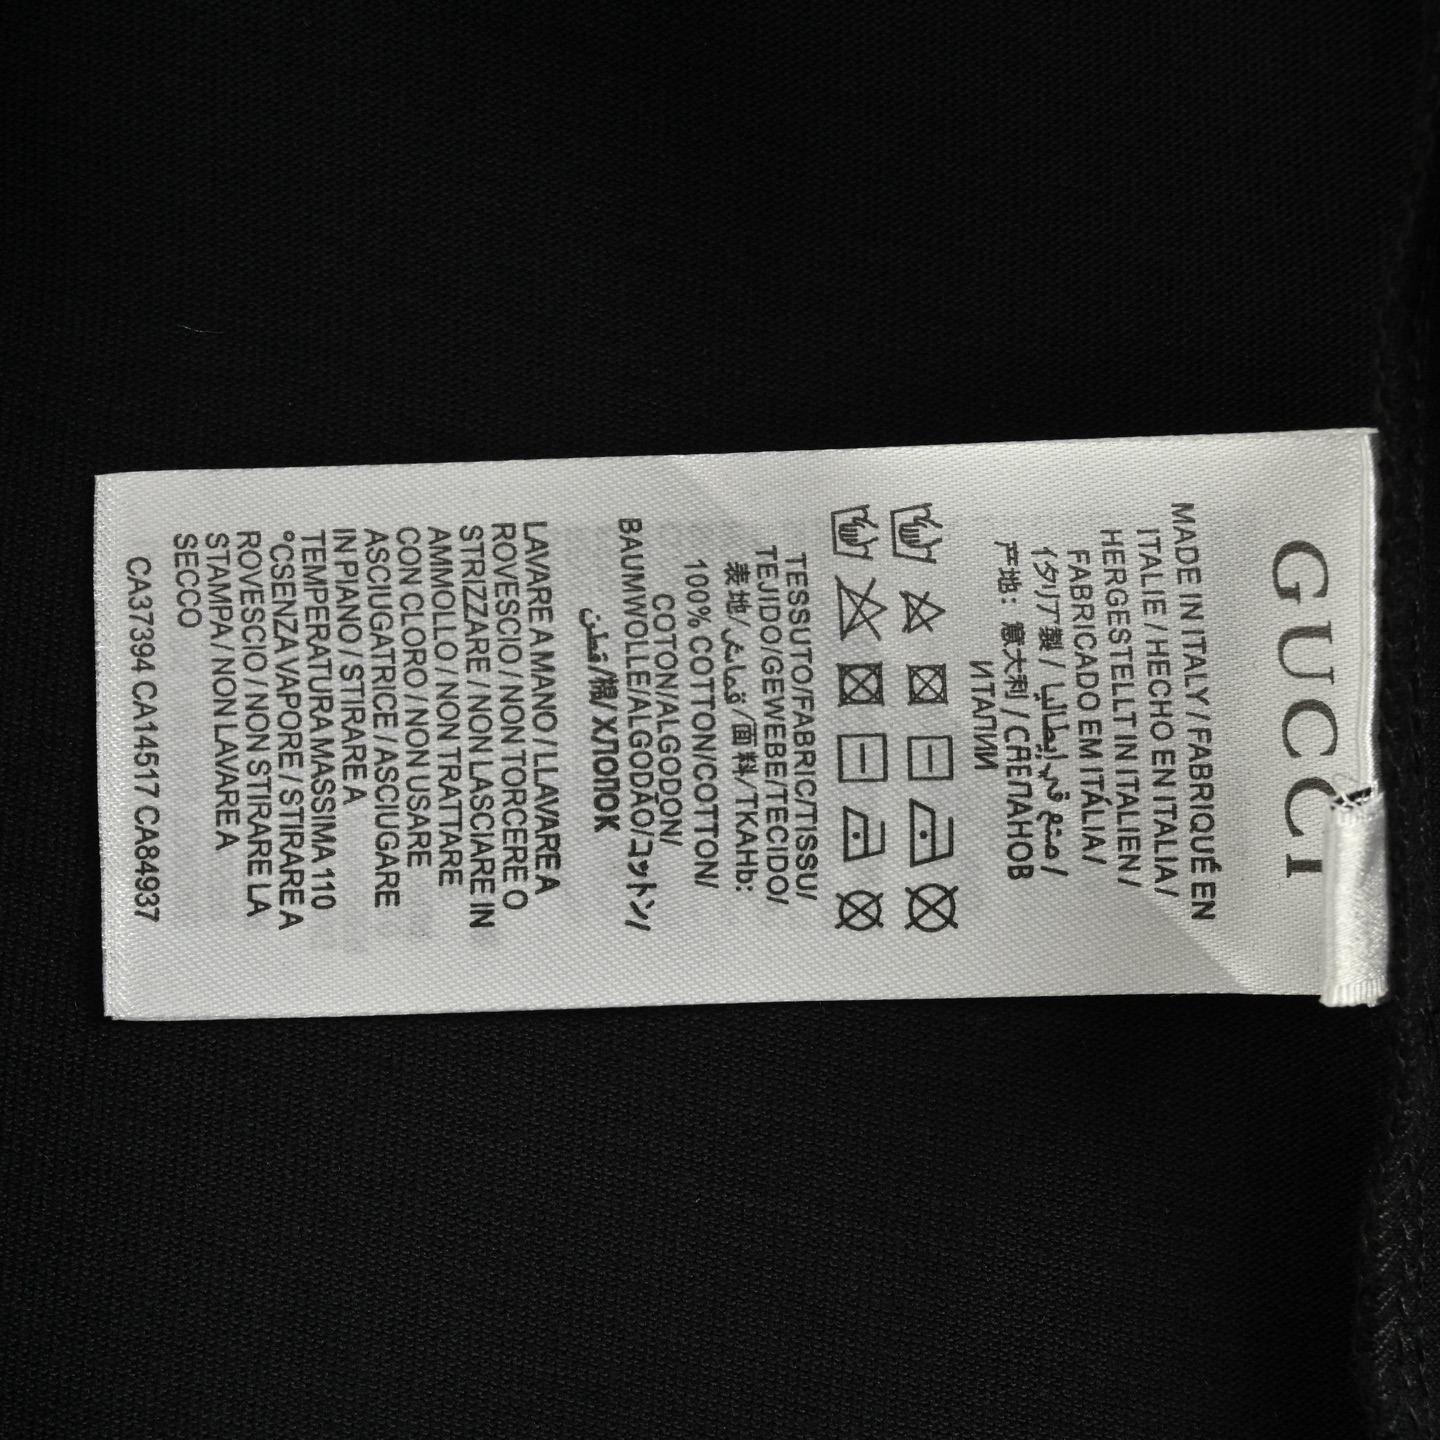 GUCCI
MADE IN ITALY / FABRIQUÉ EN
ITALIE / HECHO EN ITALIA /
HERGESTELLT IN ITALIEN /
FABRICADO EM ITÁLIA /
イタリア製 / صنع في إيطاليا /
产地: 意大利 / СДЕПАНОВ
ИТАПИИ
TESSUTO/FABRIC/TISSU/
TEJIDO/GEWEBE/TECIDO/
表地/ قماش /面料/TKAHb:
100% COTTON/COTTON/
COTON/ALGODON/
BAUMWOLLE/ALGODÃO/コットン/
قطن /棉/ ХЛОПОК
LAVARE A MANO / LLAVARE A
ROVESCIO / NON TORCERE O
STRIZZARE / NON LASCIARE IN
AMMOLLO / NON TRATTARE
CON CLORO / NON USARE
ASCIUGATRICE / ASCIUGARE
IN PIANO / STIRARE A
TEMPERATURA MASSIMA 110
°CSENZA VAPORE / STIRARE A
ROVESCIO / NON STIRARE LA
STAMPA / NON LAVARE A
SECCO
CA37394 CA14517 CA84937